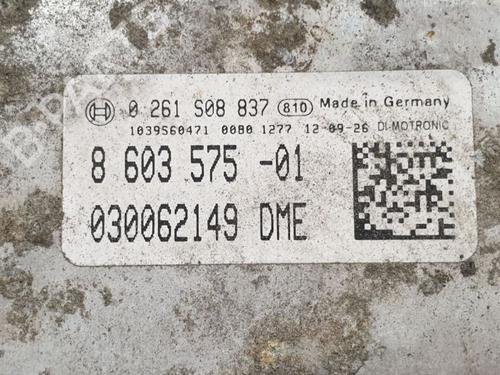 BOSCH 0 261 S08 837 810 Made in Germany
1039S60471 0080 1277 12-09-26 DI-MOTRONIC
8 603 575 -01
030062149 DME